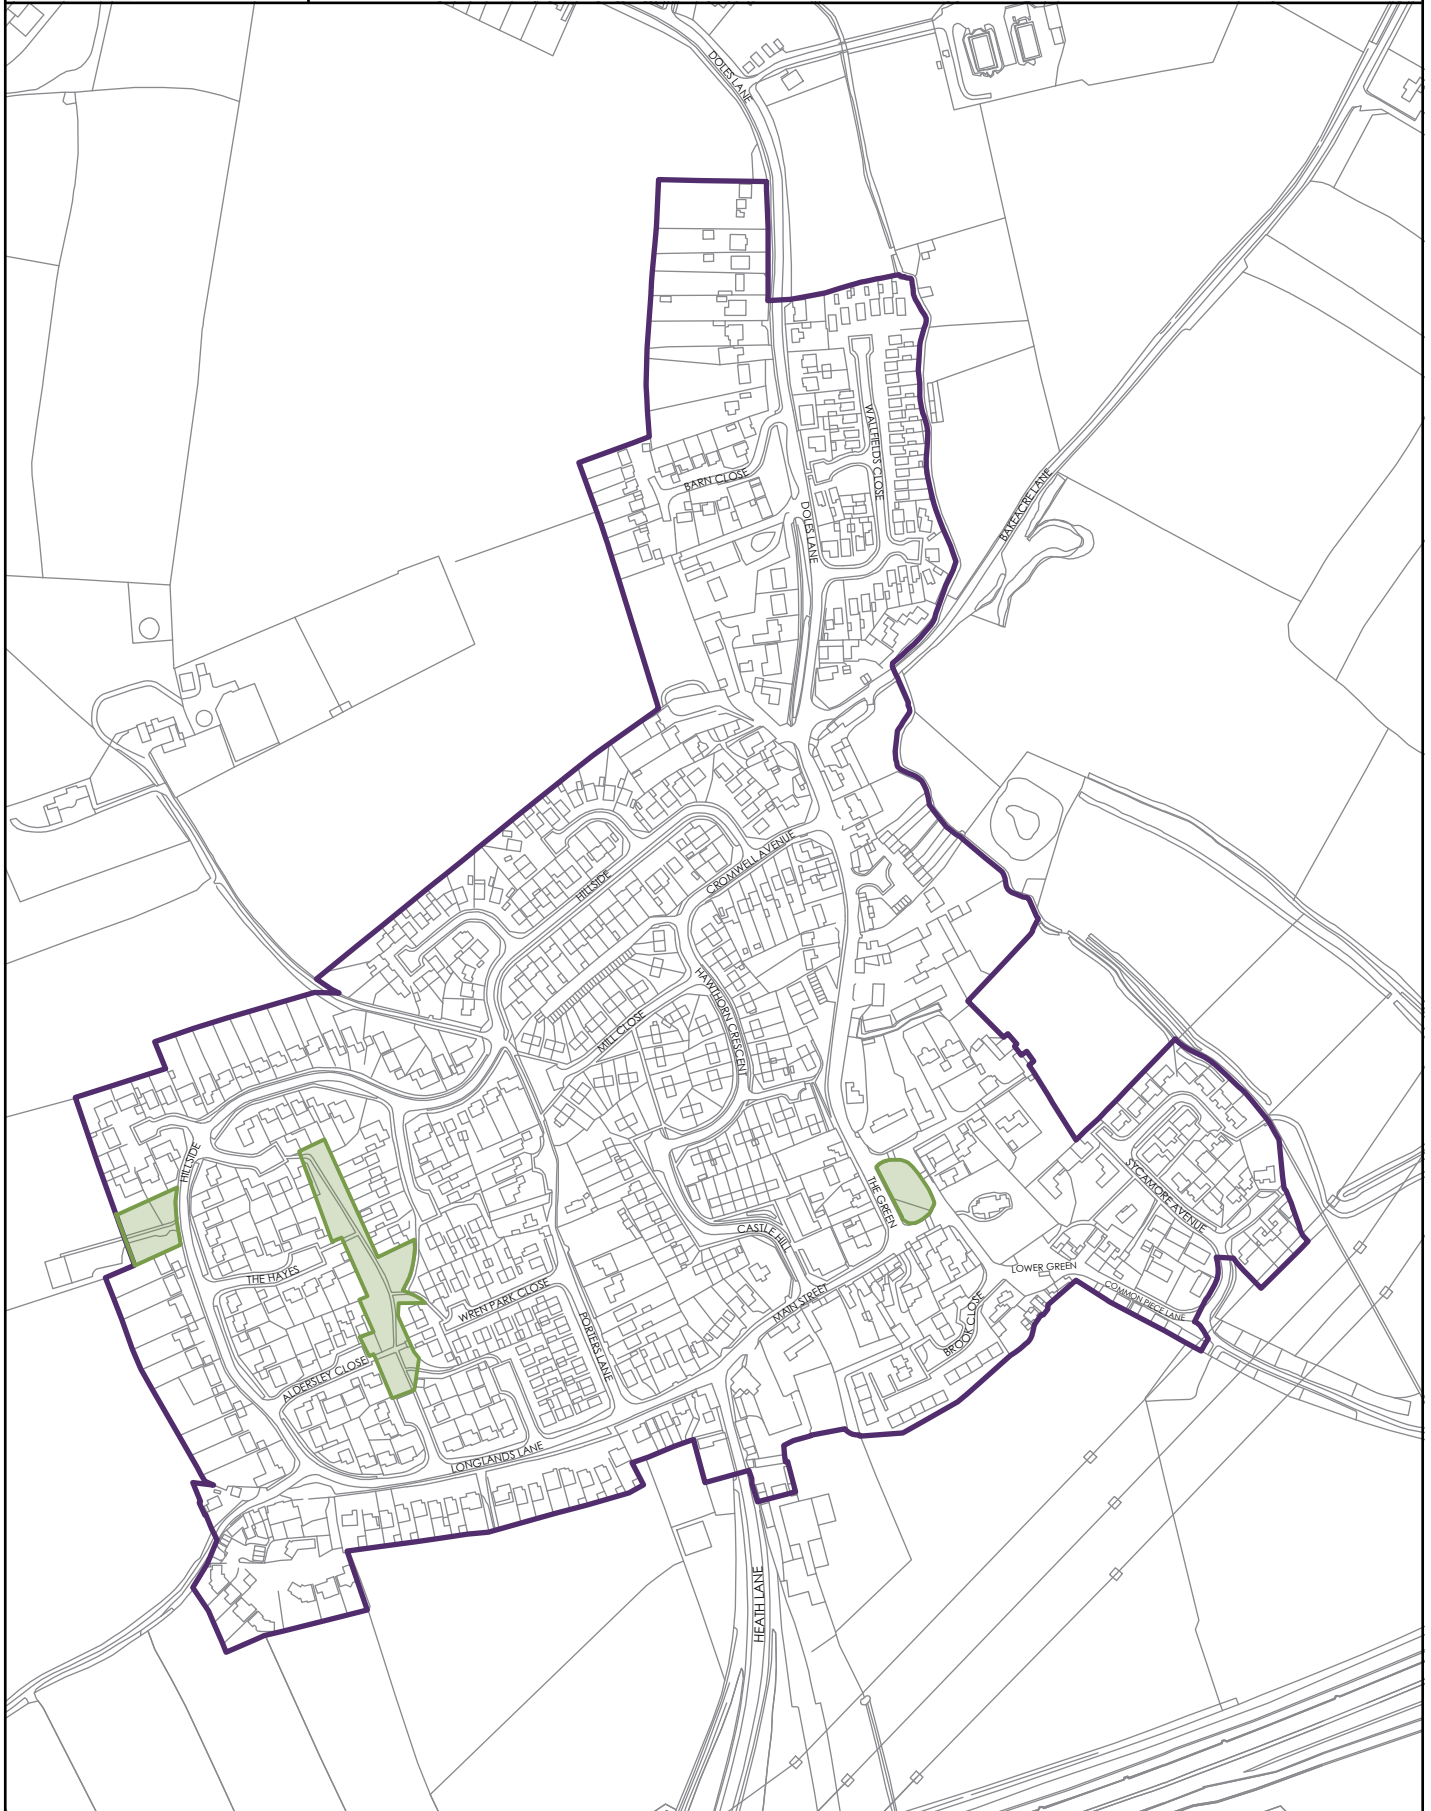 DOLES LANE
WALLFIELDS CLOSE
BARN CLOSE
BAKEACRE LANE
DOLES LANE
CROMWELL AVENUE
HILLSIDE
HAWTHORN CRESCENT
MILL CLOSE
HILLSIDE
SYCAMORE AVENUE
THE GREEN
CASTLE HILL
LOWER GREEN
THE HAYES
COMMON PIECE LANE
WREN PARK CLOSE
MAIN STREET
BROOK CLOSE
PORTERS LANE
ALDERSLEY CLOSE
LONGLANDS LANE
HEATH LANE